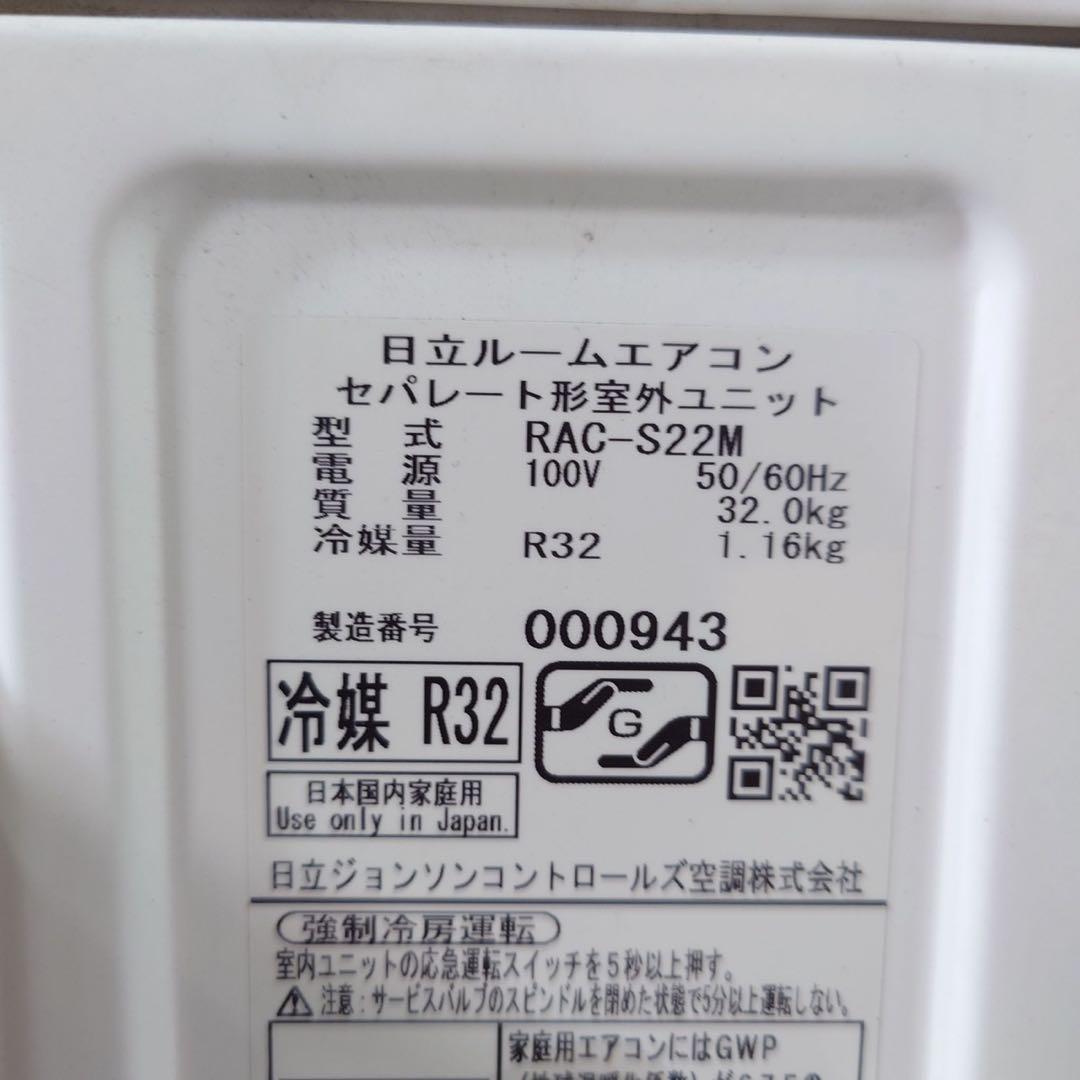 日立ルームエアコン
セパレート形室外ユニット
型 式 RAC-S22M
電 源 100V 50/60Hz
質 量 32.0kg
冷媒量 R32 1.16kg
製造番号 000943
冷媒 R32
G
日本国内家庭用
Use only in Japan.
日立ジョンソンコントロールズ空調株式会社
強制冷房運転
室内ユニットの応急運転スイッチを5秒以上押す。
注意:サービスバルブのスピンドルを閉めた状態で5分以上運転しない。
家庭用エアコンにはGWP